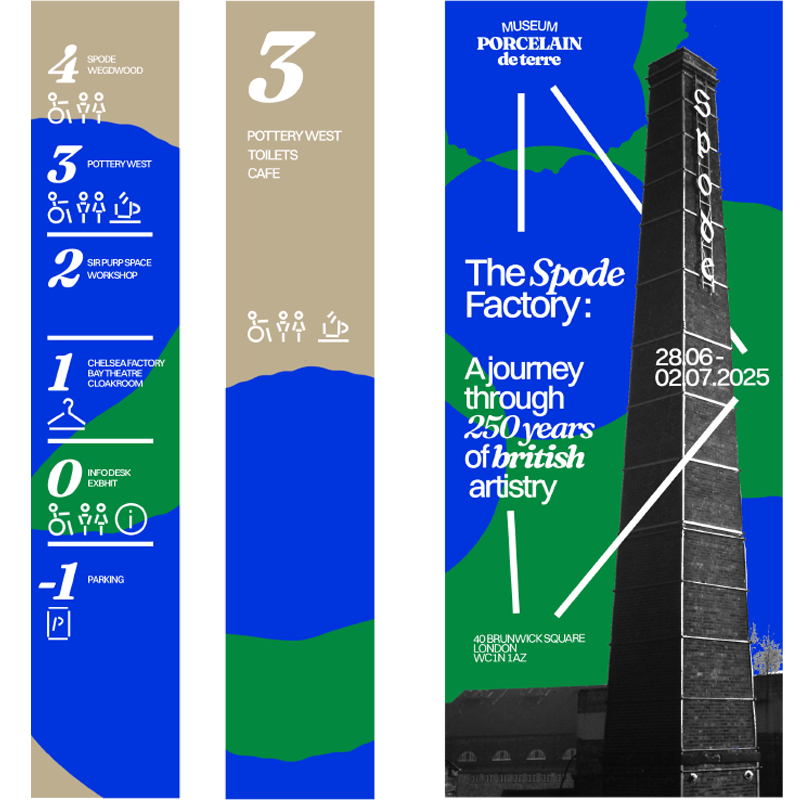 4
SPODE
WEGDWOOD
3
POTTERY WEST
2
SIR PURP SPACE
WORKSHOP
1
CHELSEA FACTORY
BAY THEATRE
CLOAKROOM
0
INFO DESK
EXBHIT
i
-1
PARKING
P
3
POTTERY WEST
TOILETS
CAFE
MUSEUM
PORCELAIN
de terre
Spode
The Spode
Factory:
28.06 -
02.07.2025
A journey
through
250 years
of british
artistry
40 BRUNWICK SQUARE
LONDON
WC1N 1AZ